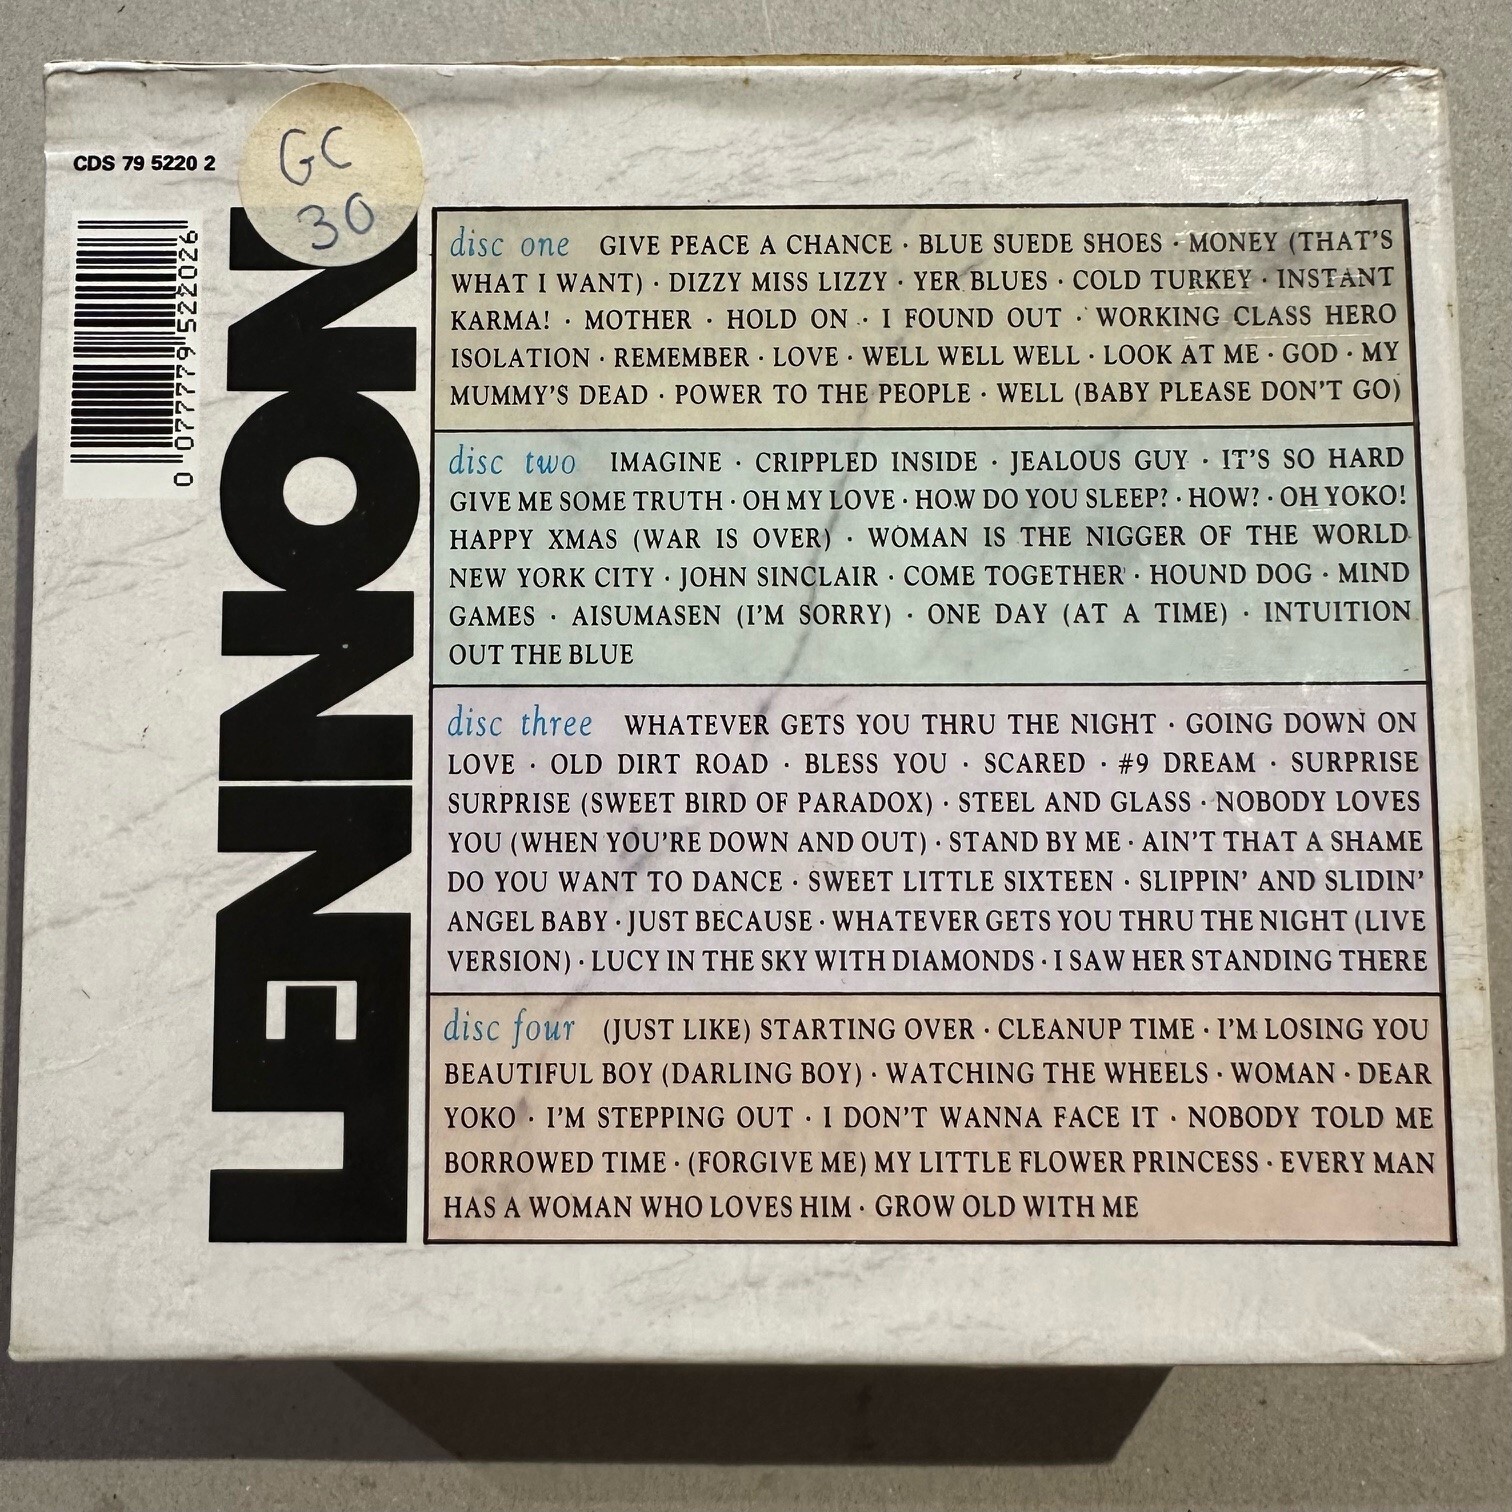 CDS 79 5220 2
GC
30
0 07777952202 6
LENNON
disc one GIVE PEACE A CHANCE · BLUE SUEDE SHOES · MONEY (THAT'S
WHAT I WANT) · DIZZY MISS LIZZY · YER BLUES · COLD TURKEY · INSTANT
KARMA! · MOTHER · HOLD ON · I FOUND OUT · WORKING CLASS HERO
ISOLATION · REMEMBER · LOVE · WELL WELL WELL · LOOK AT ME · GOD · MY
MUMMY'S DEAD · POWER TO THE PEOPLE · WELL (BABY PLEASE DON'T GO)
disc two IMAGINE · CRIPPLED INSIDE · JEALOUS GUY · IT'S SO HARD
GIVE ME SOME TRUTH · OH MY LOVE · HOW DO YOU SLEEP? · HOW? · OH YOKO!
HAPPY XMAS (WAR IS OVER) · WOMAN IS THE NIGGER OF THE WORLD
NEW YORK CITY · JOHN SINCLAIR · COME TOGETHER · HOUND DOG · MIND
GAMES · AISUMASEN (I'M SORRY) · ONE DAY (AT A TIME) · INTUITION
OUT THE BLUE
disc three WHATEVER GETS YOU THRU THE NIGHT · GOING DOWN ON
LOVE · OLD DIRT ROAD · BLESS YOU · SCARED · #9 DREAM · SURPRISE
SURPRISE (SWEET BIRD OF PARADOX) · STEEL AND GLASS · NOBODY LOVES
YOU (WHEN YOU'RE DOWN AND OUT) · STAND BY ME · AIN'T THAT A SHAME
DO YOU WANT TO DANCE · SWEET LITTLE SIXTEEN · SLIPPIN' AND SLIDIN'
ANGEL BABY · JUST BECAUSE · WHATEVER GETS YOU THRU THE NIGHT (LIVE
VERSION) · LUCY IN THE SKY WITH DIAMONDS · I SAW HER STANDING THERE
disc four (JUST LIKE) STARTING OVER · CLEANUP TIME · I'M LOSING YOU
BEAUTIFUL BOY (DARLING BOY) · WATCHING THE WHEELS · WOMAN · DEAR
YOKO · I'M STEPPING OUT · I DON'T WANNA FACE IT · NOBODY TOLD ME
BORROWED TIME · (FORGIVE ME) MY LITTLE FLOWER PRINCESS · EVERY MAN
HAS A WOMAN WHO LOVES HIM · GROW OLD WITH ME